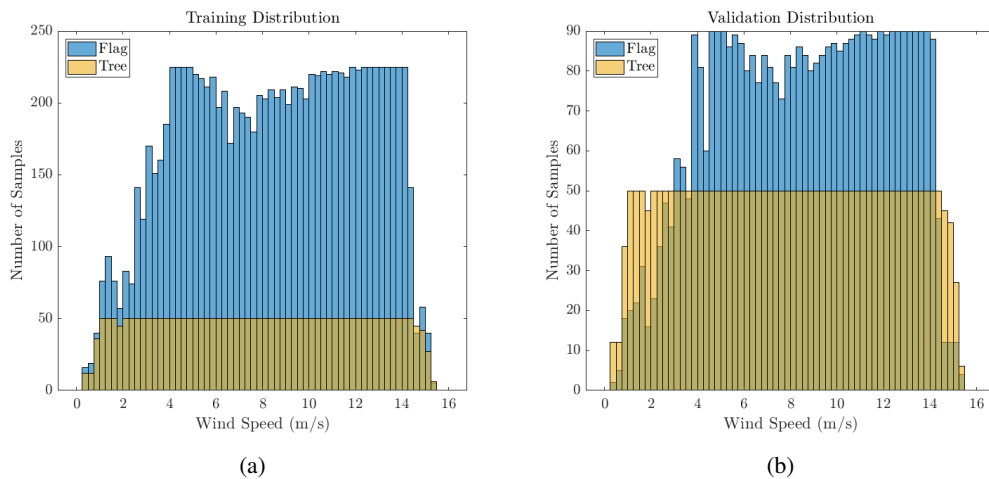 Training Distribution
Flag
Tree
250
200
150
100
50
0
Number of Samples
0 2 4 6 8 10 12 14 16
Wind Speed (m/s)
(a)
Validation Distribution
Flag
Tree
90
80
70
60
50
40
30
20
10
0
Number of Samples
0 2 4 6 8 10 12 14 16
Wind Speed (m/s)
(b)